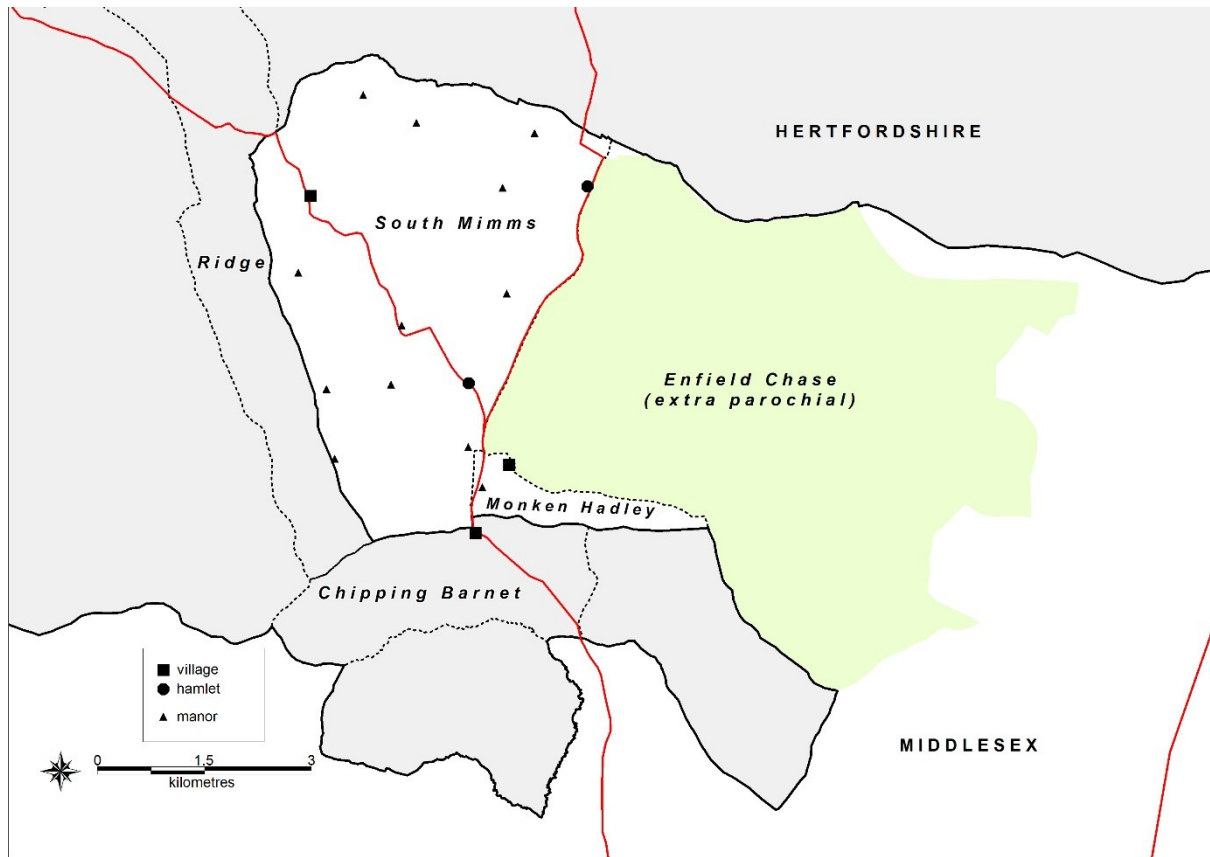 HERTFORDSHIRE
South Mimms
Ridge
Enfield Chase
(extra parochial)
Monken Hadley
Chipping Barnet
village
hamlet
manor
MIDDLESEX
0 1.5 3
kilometres